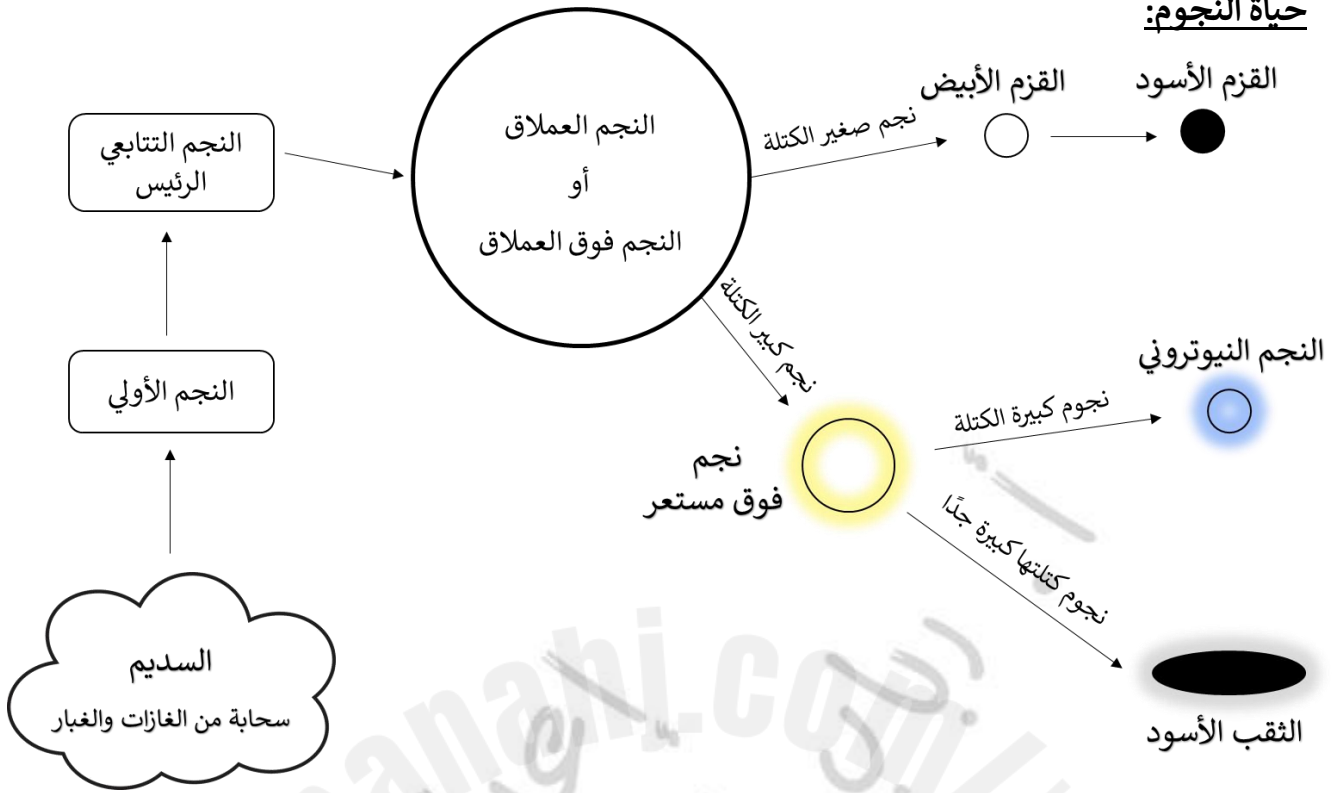 حياة النجوم:
القزم الأسود
القزم الأبيض
نجم صغير الكتلة
النجم العملاق
أو
النجم فوق العملاق
النجم التتابعي
الرئيس
النجم الأولي
السديم
سحابة من الغازات والغبار
نجم كبير الكتلة
نجم
فوق مستعر
نجوم كبيرة الكتلة
النجم النيوتروني
نجوم كتلتها كبيرة جدًا
الثقب الأسود